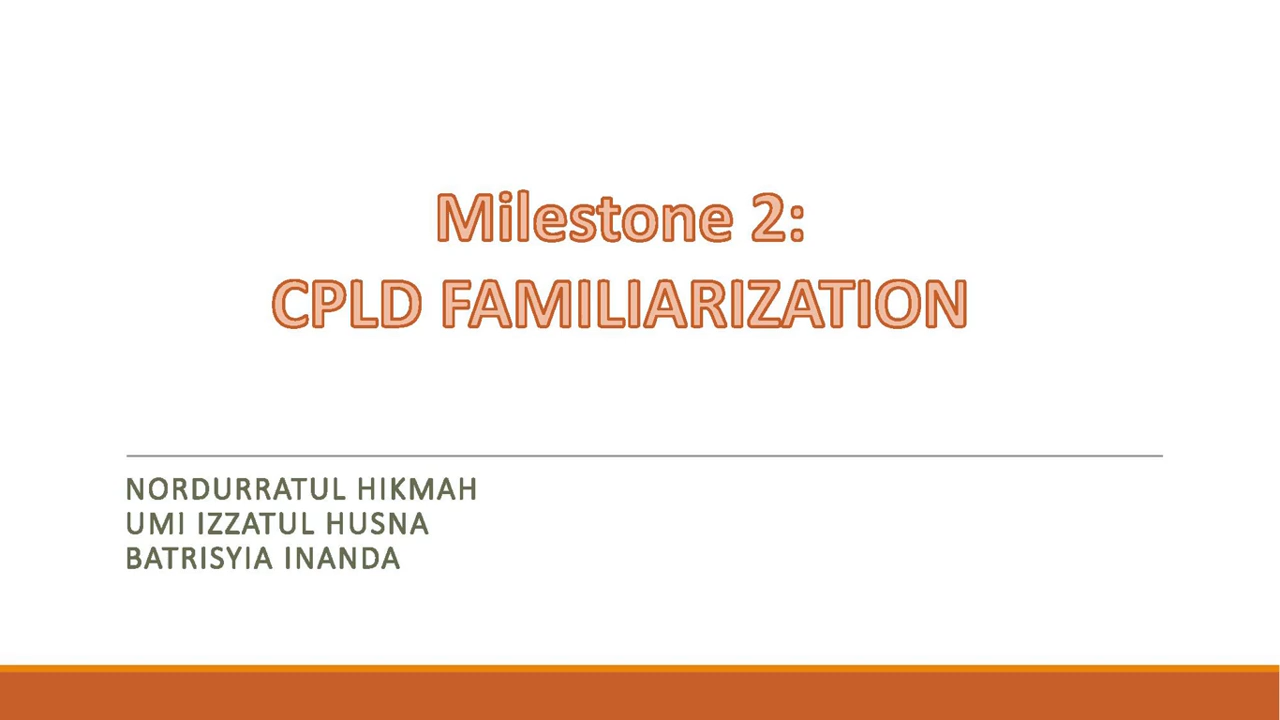 Milestone 2:
CPLD FAMILIARIZATION
NORDURRATUL HIKMAH
UMI IZZATUL HUSNA
BATRISYIA INANDA